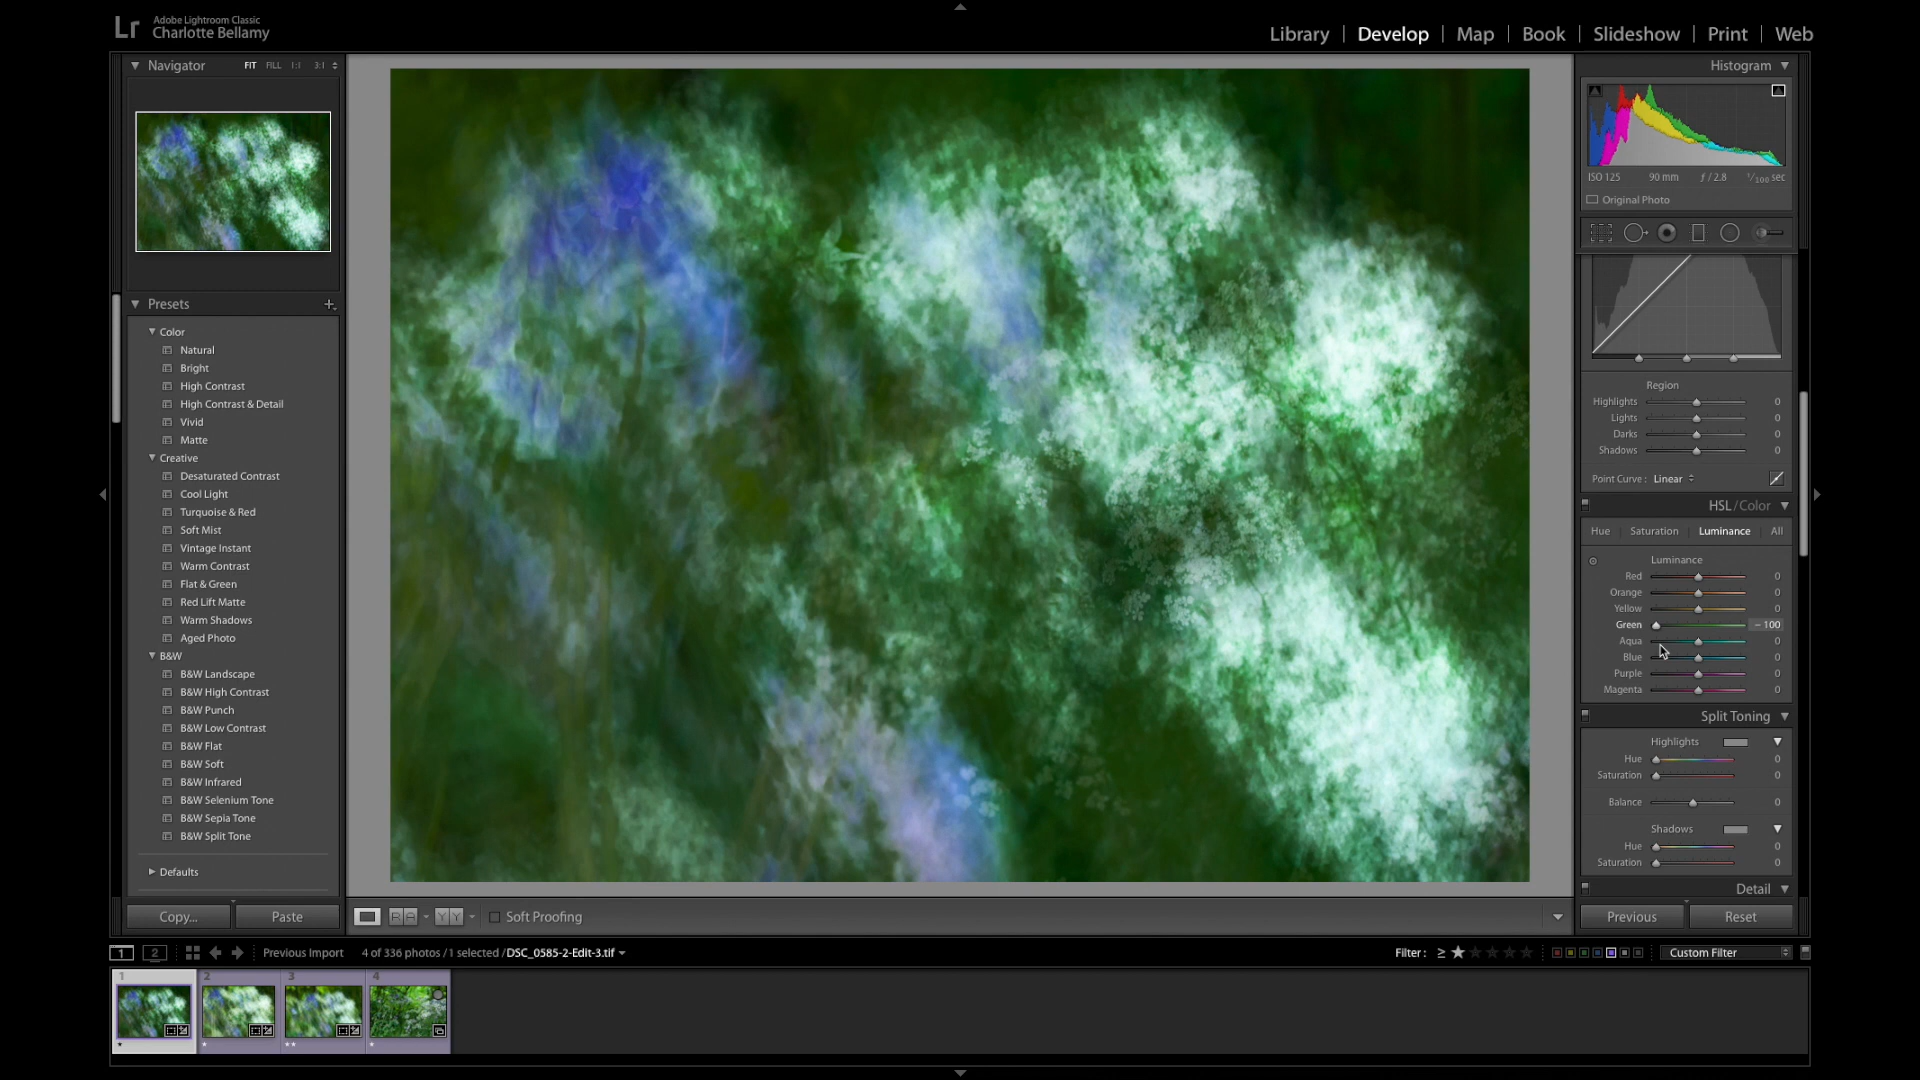 Lr
Adobe Lightroom Classic
Charlotte Bellamy
Library | Develop | Map | Book | Slideshow | Print | Web
Navigator FIT FILL 1:1 3:1
Presets +
Color
Natural
Bright
High Contrast
High Contrast & Detail
Vivid
Matte
Creative
Desaturated Contrast
Cool Light
Turquoise & Red
Soft Mist
Vintage Instant
Warm Contrast
Flat & Green
Red Lift Matte
Warm Shadows
Aged Photo
B&W
B&W Landscape
B&W High Contrast
B&W Punch
B&W Low Contrast
B&W Flat
B&W Soft
B&W Infrared
B&W Selenium Tone
B&W Sepia Tone
B&W Split Tone
Defaults
Copy... Paste
R A Y Y Soft Proofing
Histogram
ISO 125 90 mm ƒ / 2.8 1/100 sec
Original Photo
Region
Highlights 0
Lights 0
Darks 0
Shadows 0
Point Curve : Linear
HSL / Color
Hue Saturation Luminance All
Luminance
Red 0
Orange 0
Yellow 0
Green – 100
Aqua 0
Blue 0
Purple 0
Magenta 0
Split Toning
Highlights
Hue 0
Saturation 0
Balance 0
Shadows
Hue 0
Saturation 0
Detail
Previous Reset
1 2 Previous Import 4 of 336 photos / 1 selected / DSC_0585-2-Edit-3.tif Filter : ≥ Custom Filter
1 2 3 4